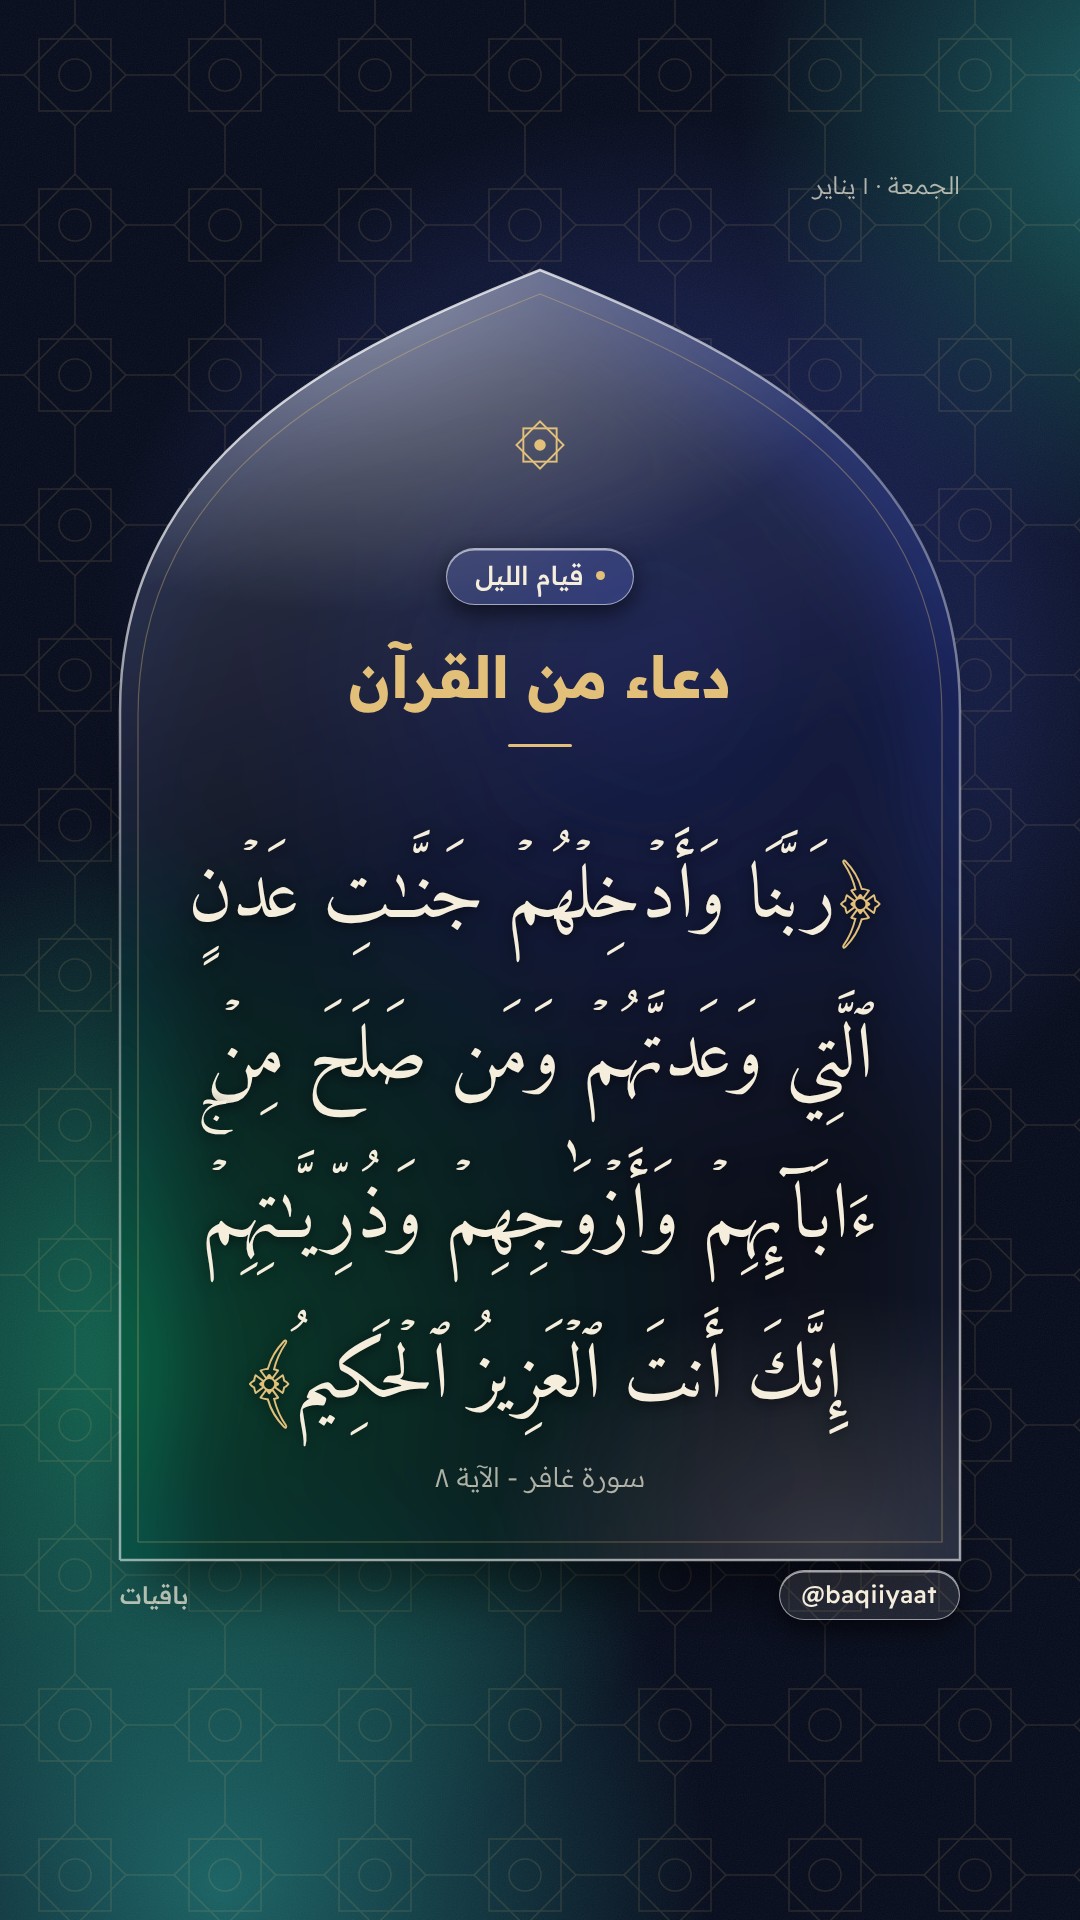 الجمعة · ١ يناير
قيام الليل
دعاء من القرآن
﴿رَبَّنَا وَأَدۡخِلۡهُمۡ جَنَّـٰتِ عَدۡنٍ
ٱلَّتِي وَعَدتَّهُمۡ وَمَن صَلَحَ مِنۡ
ءَابَآئِهِمۡ وَأَزۡوَٰجِهِمۡ وَذُرِّيَّـٰتِهِمۡۚ
إِنَّكَ أَنتَ ٱلۡعَزِيزُ ٱلۡحَكِيمُ﴾
سورة غافر - الآية ٨
@baqiiyaat
باقيات